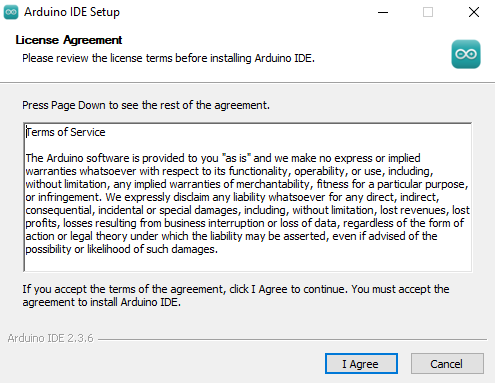 Arduino IDE Setup
License Agreement
Please review the license terms before installing Arduino IDE.
Press Page Down to see the rest of the agreement.
Terms of Service
The Arduino software is provided to you "as is" and we make no express or implied
warranties whatsoever with respect to its functionality, operability, or use, including,
without limitation, any implied warranties of merchantability, fitness for a particular purpose,
or infringement. We expressly disclaim any liability whatsoever for any direct, indirect,
consequential, incidental or special damages, including, without limitation, lost revenues, lost
profits, losses resulting from business interruption or loss of data, regardless of the form of
action or legal theory under which the liability may be asserted, even if advised of the
possibility or likelihood of such damages.
If you accept the terms of the agreement, click I Agree to continue. You must accept the
agreement to install Arduino IDE.
Arduino IDE 2.3.6
I Agree
Cancel